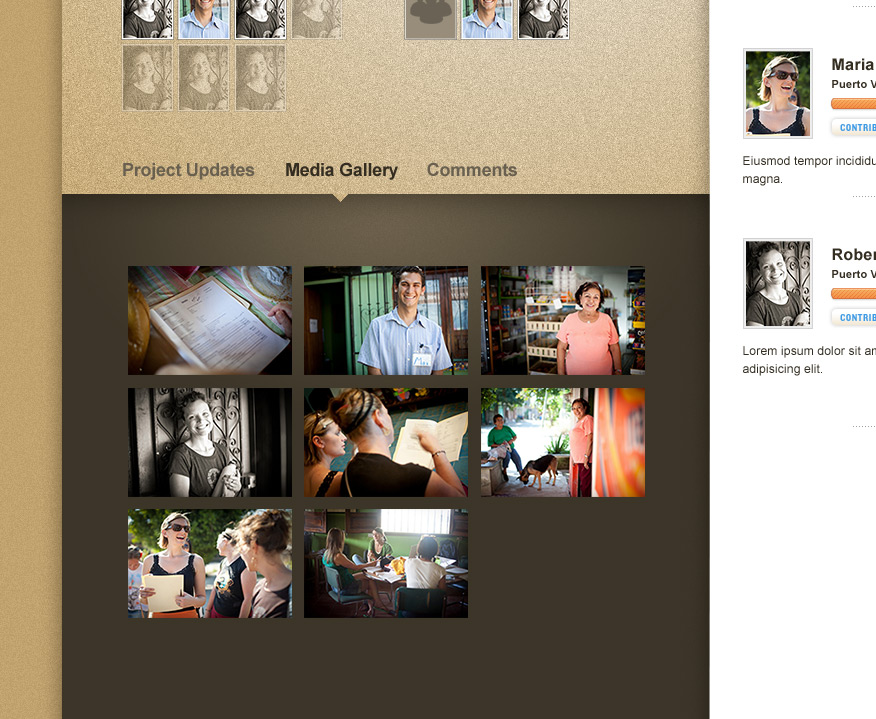 Project Updates
Media Gallery
Comments
Maria
Puerto V
CONTRIB
Eiusmod tempor incididu
magna.
Rober
Puerto V
CONTRIB
Lorem ipsum dolor sit am
adipisicing elit.